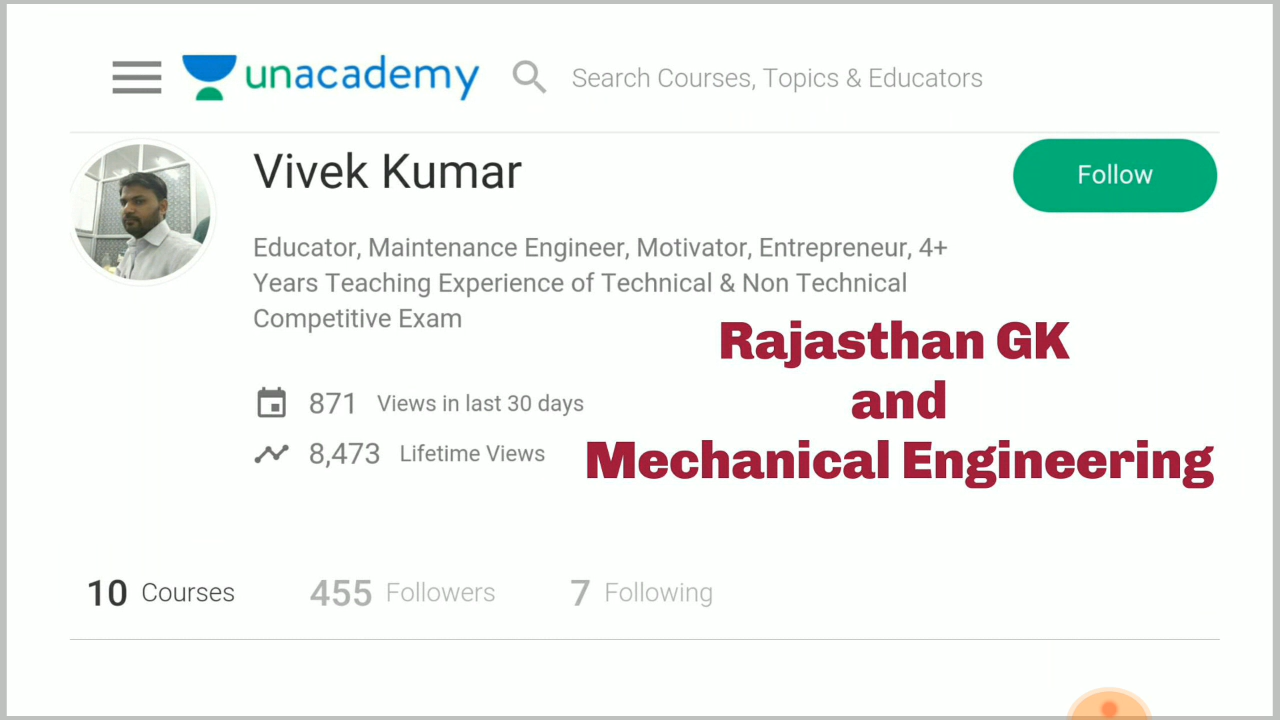 unacademy
Search Courses, Topics & Educators
Vivek Kumar
Follow
Educator, Maintenance Engineer, Motivator, Entrepreneur, 4+
Years Teaching Experience of Technical & Non Technical
Competitive Exam
Rajasthan GK
and
Mechanical Engineering
871 Views in last 30 days
8,473 Lifetime Views
10 Courses 455 Followers 7 Following